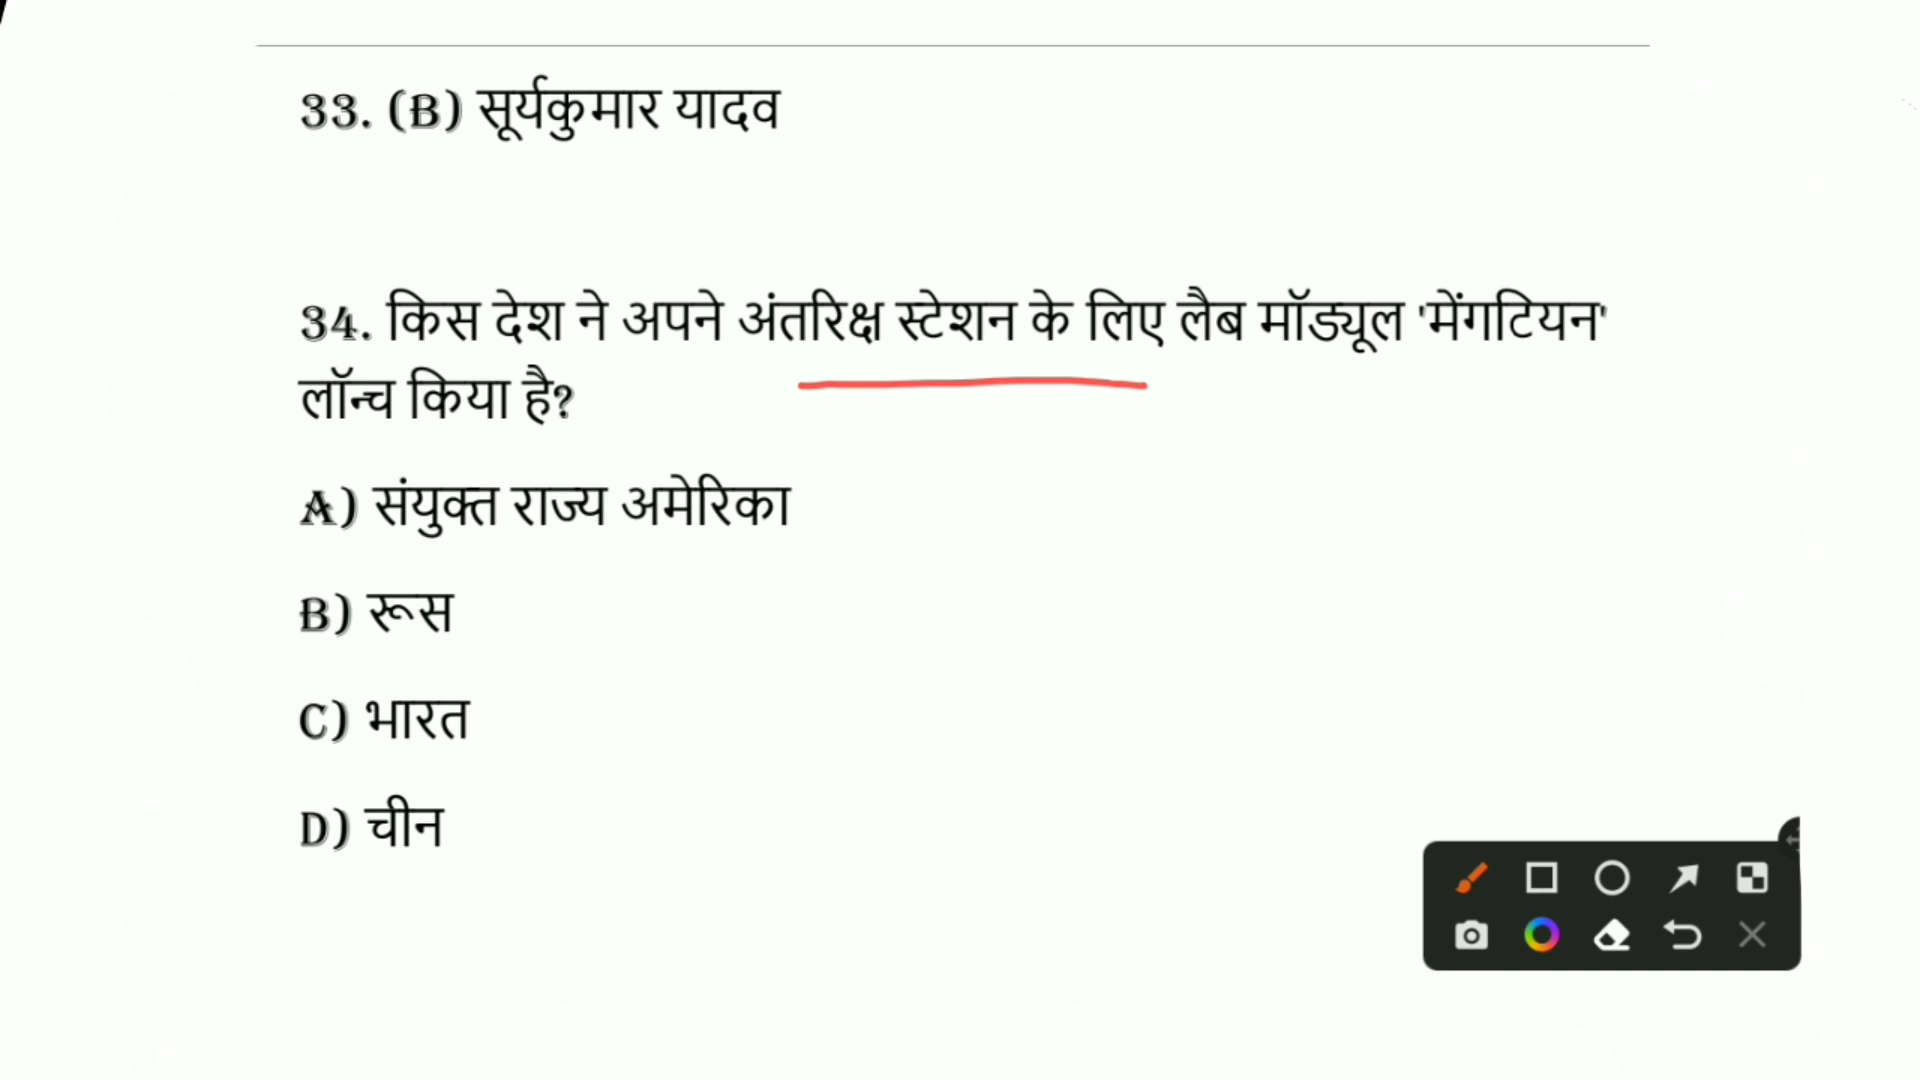 33. (B) सूर्यकुमार यादव
34. किस देश ने अपने अंतरिक्ष स्टेशन के लिए लैब मॉड्यूल 'मेंगटियन'
लॉन्च किया है?
A) संयुक्त राज्य अमेरिका
B) रूस
C) भारत
D) चीन